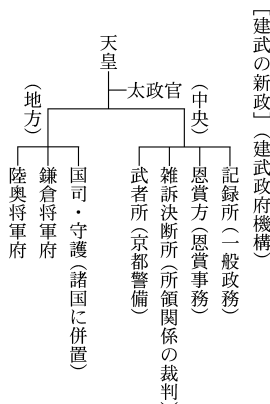 ［建武の新政］（建武政府機構）
天皇
太政官
（中央）
記録所（一般政務）
恩賞方（恩賞事務）
雑訴決断所（所領関係の裁判）
武者所（京都警備）
（地方）
国司・守護（諸国に併置）
鎌倉将軍府
陸奥将軍府